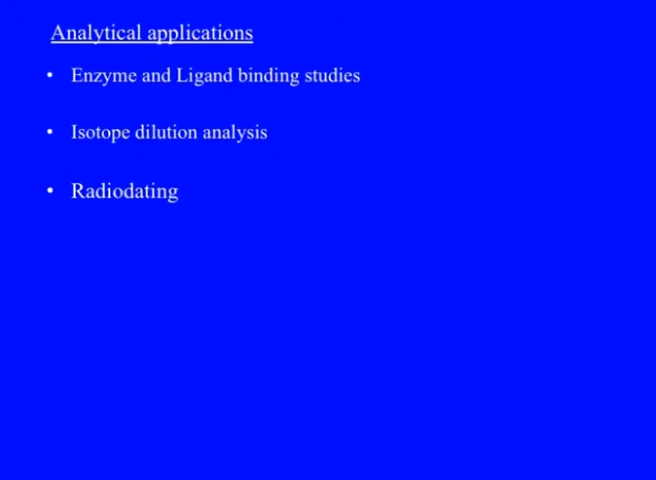 Analytical applications
• Enzyme and Ligand binding studies
• Isotope dilution analysis
• Radiodating